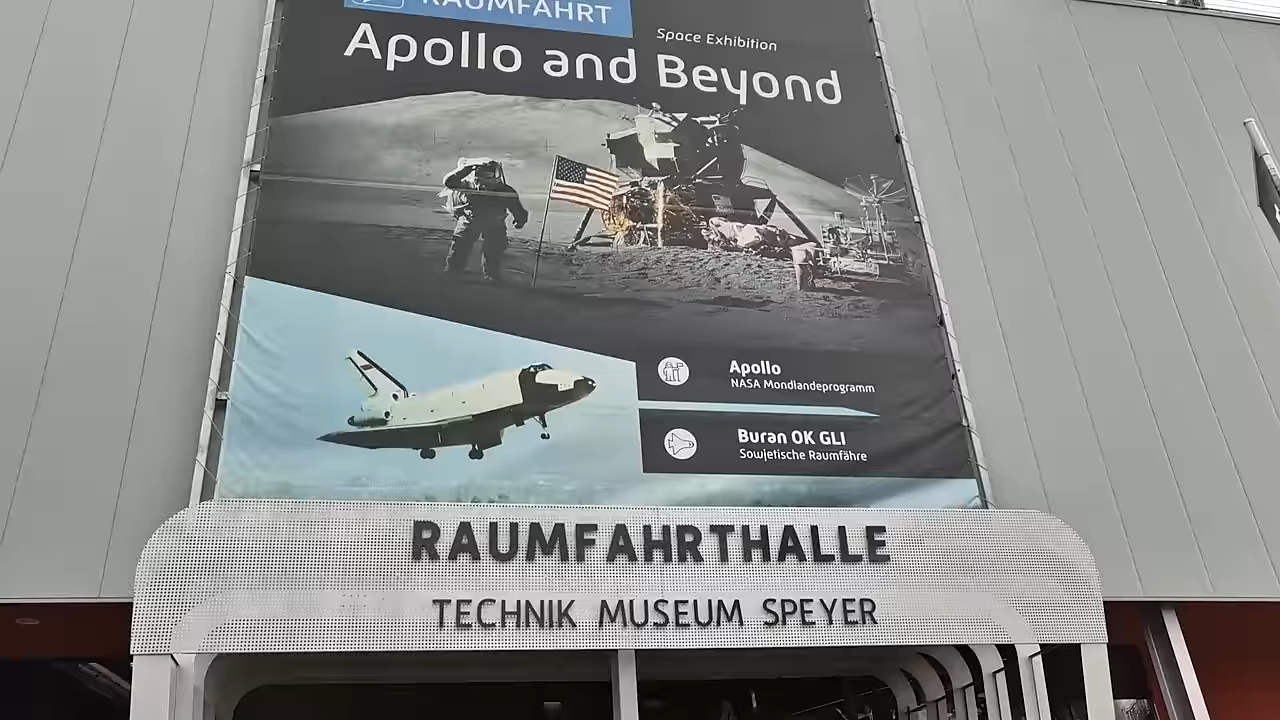 RAUMFAHRT
Space Exhibition
Apollo and Beyond
Apollo
NASA Mondlandeprogramm
Buran OK GLI
Sowjetische Raumfähre
RAUMFAHRTHALLE
TECHNIK MUSEUM SPEYER